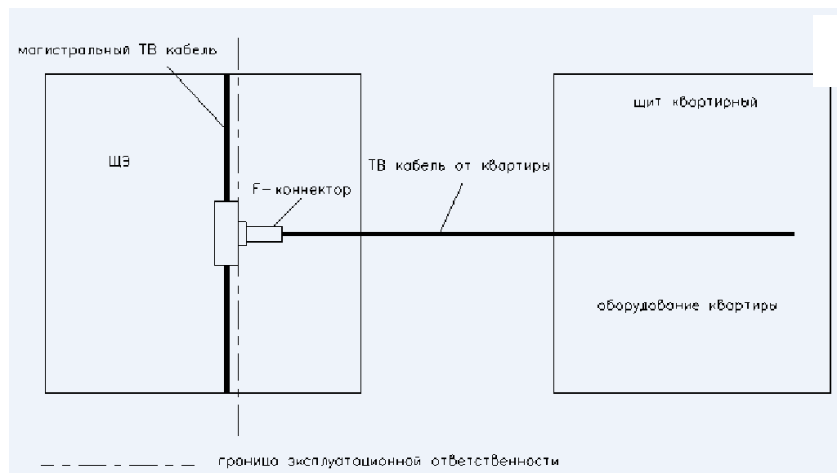 магистральный ТВ кабель
щит квартирный
ЩЭ
ТВ кабель от квартиры
F-коннектор
оборудование квартиры
граница эксплуатационной ответственности